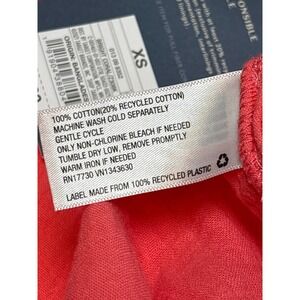 PONSIBLE
XS
100% COTTON(20% RECYCLED COTTON)
MACHINE WASH COLD SEPARATELY
GENTLE CYCLE
ONLY NON-CHLORINE BLEACH IF NEEDED
TUMBLE DRY LOW, REMOVE PROMPTLY
WARM IRON IF NEEDED
RN17730 VN1343630
LABEL MADE FROM 100% RECYCLED PLASTIC